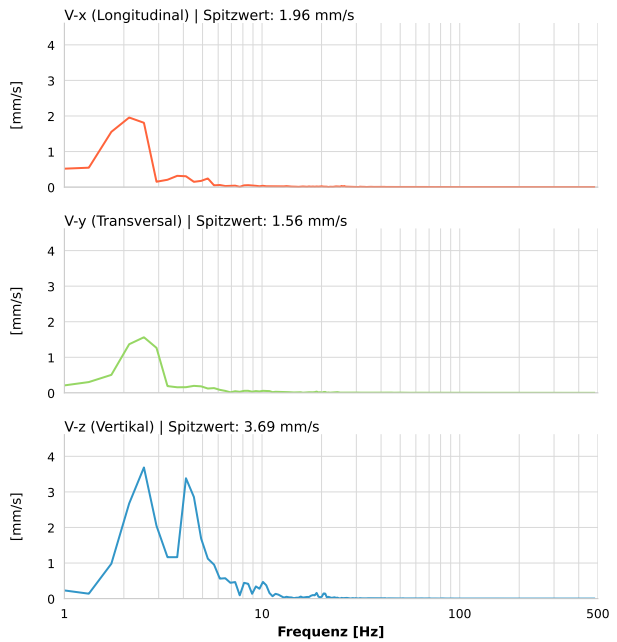 V-x (Longitudinal) | Spitzwert: 1.96 mm/s
4
3
[mm/s]
2
1
0
V-y (Transversal) | Spitzwert: 1.56 mm/s
4
3
[mm/s]
2
1
0
V-z (Vertikal) | Spitzwert: 3.69 mm/s
4
3
[mm/s]
2
1
0
1 10 100 500
Frequenz [Hz]